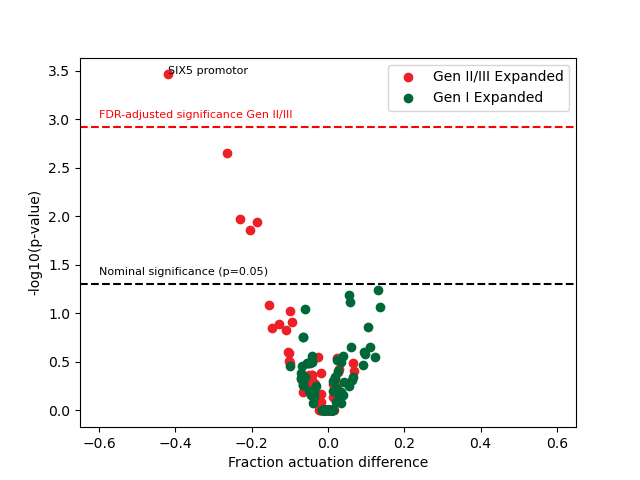 SIX5 promotor
Gen II/III Expanded
Gen I Expanded
FDR-adjusted significance Gen II/III
Nominal significance (p=0.05)
-log10(p-value)
3.5
3.0
2.5
2.0
1.5
1.0
0.5
0.0
−0.6 −0.4 −0.2 0.0 0.2 0.4 0.6
Fraction actuation difference